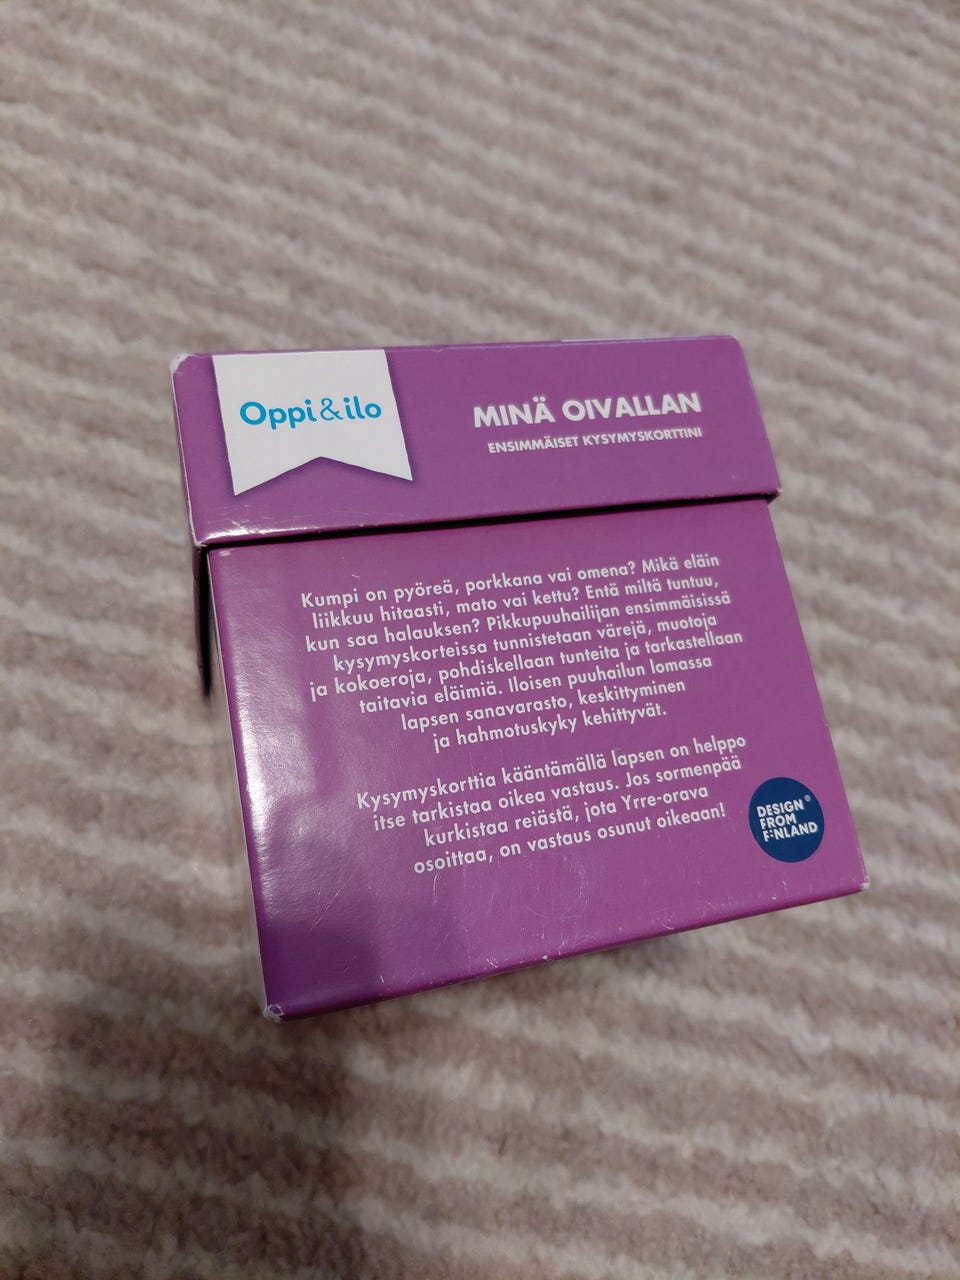 Oppi&ilo
MINÄ OIVALLAN
ENSIMMÄISET KYSYMYSKORTTINI
Kumpi on pyöreä, porkkana vai omena? Mikä eläin
liikkuu hitaasti, mato vai kettu? Entä miltä tuntuu,
kun saa halauksen? Pikkupuuhailijan ensimmäisissä
kysymyskorteissa tunnistetaan värejä, muotoja
ja kokoeroja, pohdiskellaan tunteita ja tarkastellaan
taitavia eläimiä. Iloisen puuhailun lomassa
lapsen sanavarasto, keskittyminen
ja hahmotuskyky kehittyvät.
Kysymyskorttia kääntämällä lapsen on helppo
itse tarkistaa oikea vastaus. Jos sormenpää
kurkistaa reiästä, jota Yrre-orava
osoittaa, on vastaus osunut oikeaan!
DESIGN®
FROM
FINLAND